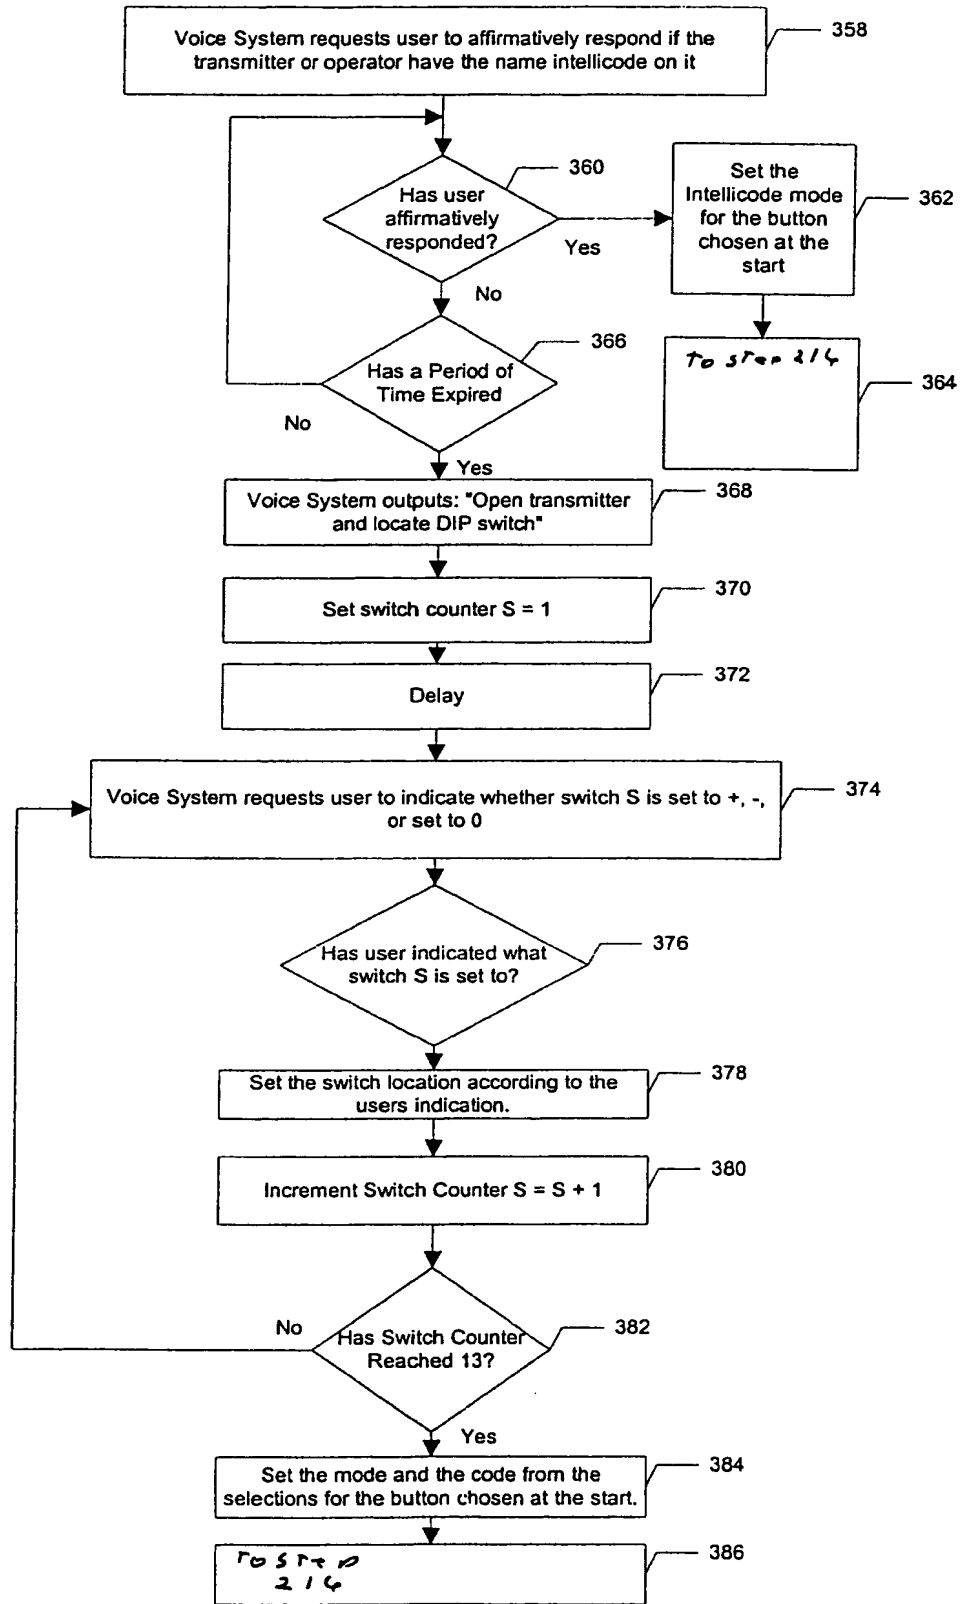 Voice System requests user to affirmatively respond if the
transmitter or operator have the name intellicode on it
358
Has user
affirmatively
responded?
360
Yes
No
Set the
Intellicode mode
for the button
chosen at the
start
362
To step 216
364
Has a Period of
Time Expired
366
No
Yes
Voice System outputs: "Open transmitter
and locate DIP switch"
368
Set switch counter S = 1
370
Delay
372
Voice System requests user to indicate whether switch S is set to +, -,
or set to 0
374
Has user indicated what
switch S is set to?
376
Set the switch location according to the
users indication.
378
Increment Switch Counter S = S + 1
380
Has Switch Counter
Reached 13?
382
No
Yes
Set the mode and the code from the
selections for the button chosen at the start.
384
To step
216
386